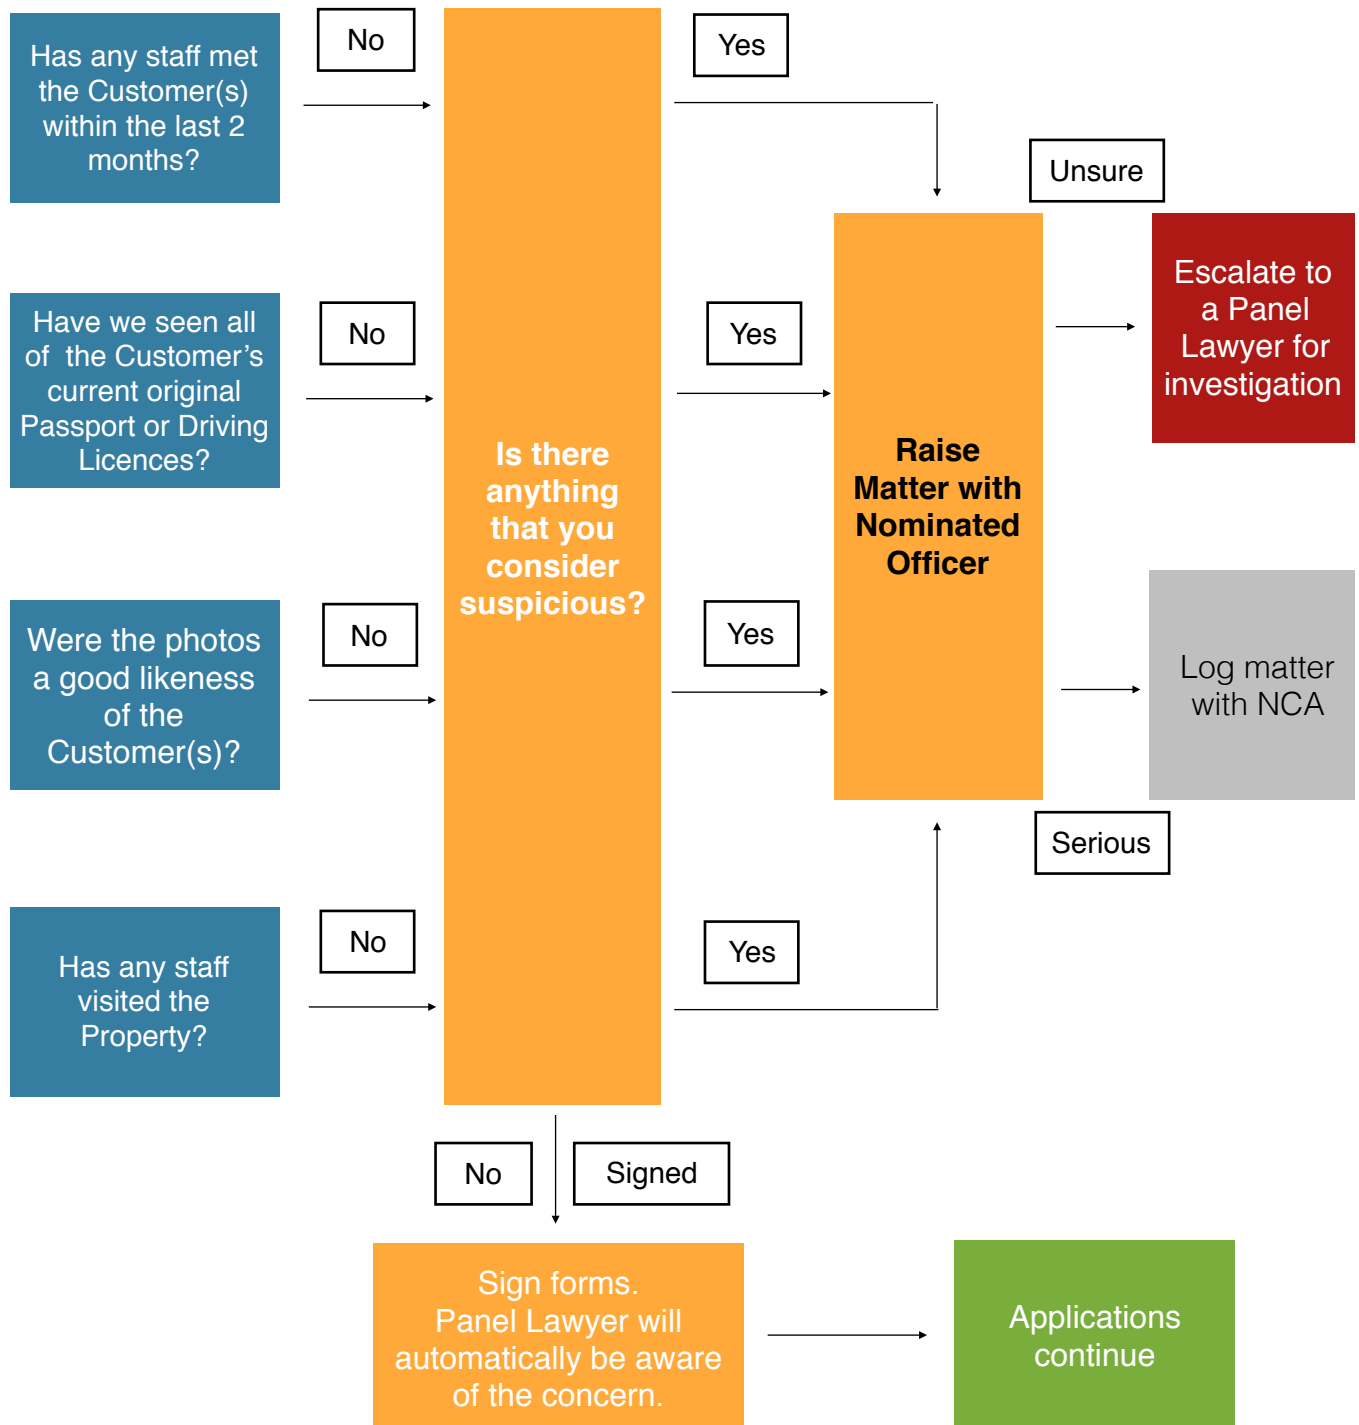 Has any staff met
the Customer(s)
within the last 2
months?
No
Yes
Unsure
Have we seen all
of the Customer’s
current original
Passport or Driving
Licences?
No
Is there
anything
that you
consider
suspicious?
Yes
Raise
Matter with
Nominated
Officer
Escalate to
a Panel
Lawyer for
investigation
Were the photos
a good likeness
of the
Customer(s)?
No
Yes
Log matter
with NCA
Serious
Has any staff
visited the
Property?
No
Yes
No
Signed
Sign forms.
Panel Lawyer will
automatically be aware
of the concern.
Applications
continue